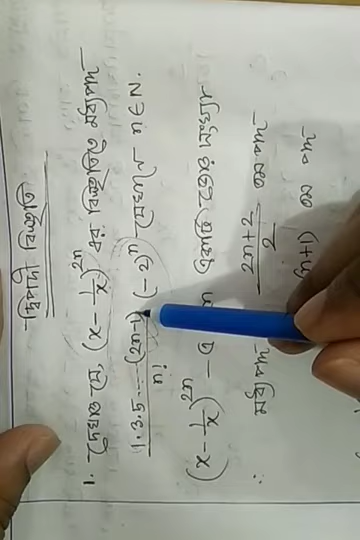 দ্বিপদী বিস্তৃতি
1. দেখাও যে, (x - 1/x)^2n এর বিস্তৃতিতে মধ্যপদ
1.3.5....(2n-1)/n! (-2)^n যেখানে n∈N.
(x - 1/x)^2n - এ n একটি
∴ মধ্যপদ 2n+2/2 তম পদ
(n+1) তম পদ